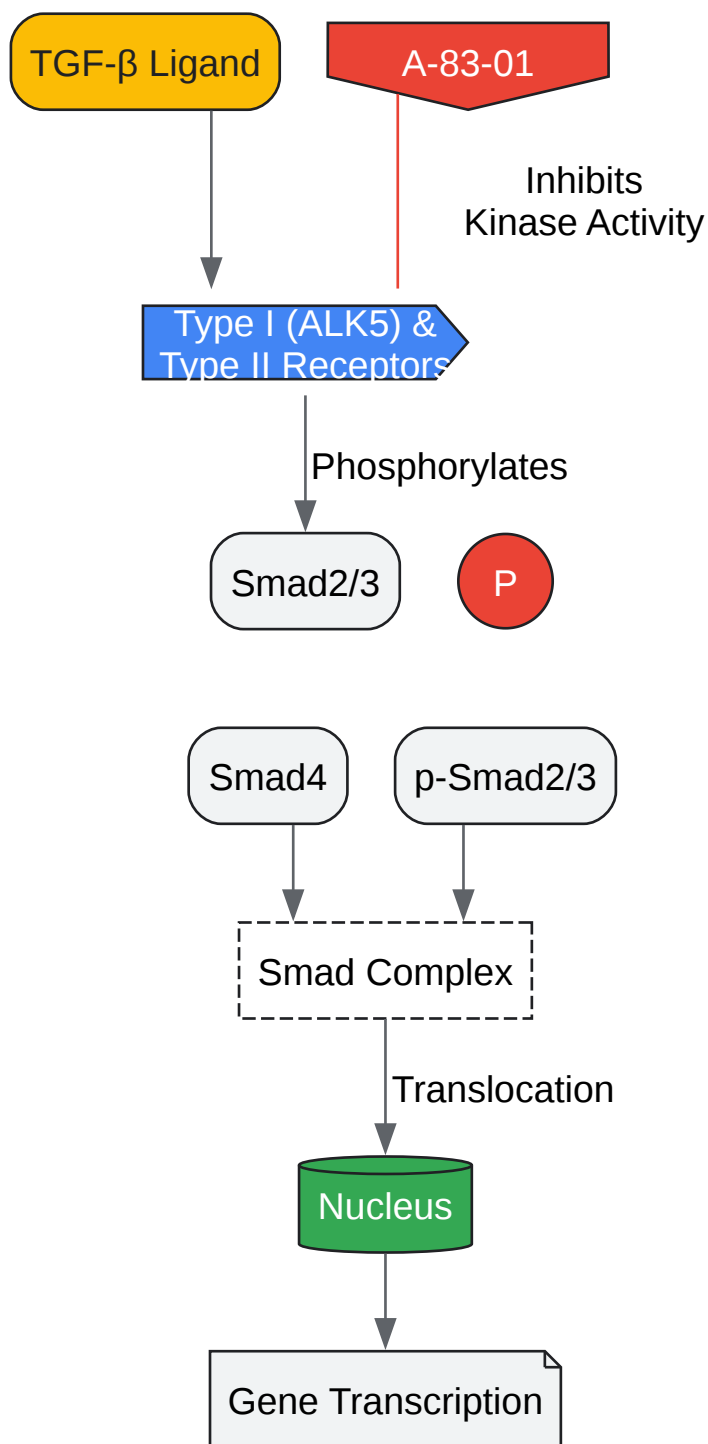 TGF-β Ligand
A-83-01
Inhibits
Kinase Activity
Type I (ALK5) &
Type II Receptors
Phosphorylates
Smad2/3
P
Smad4
p-Smad2/3
Smad Complex
Translocation
Nucleus
Gene Transcription